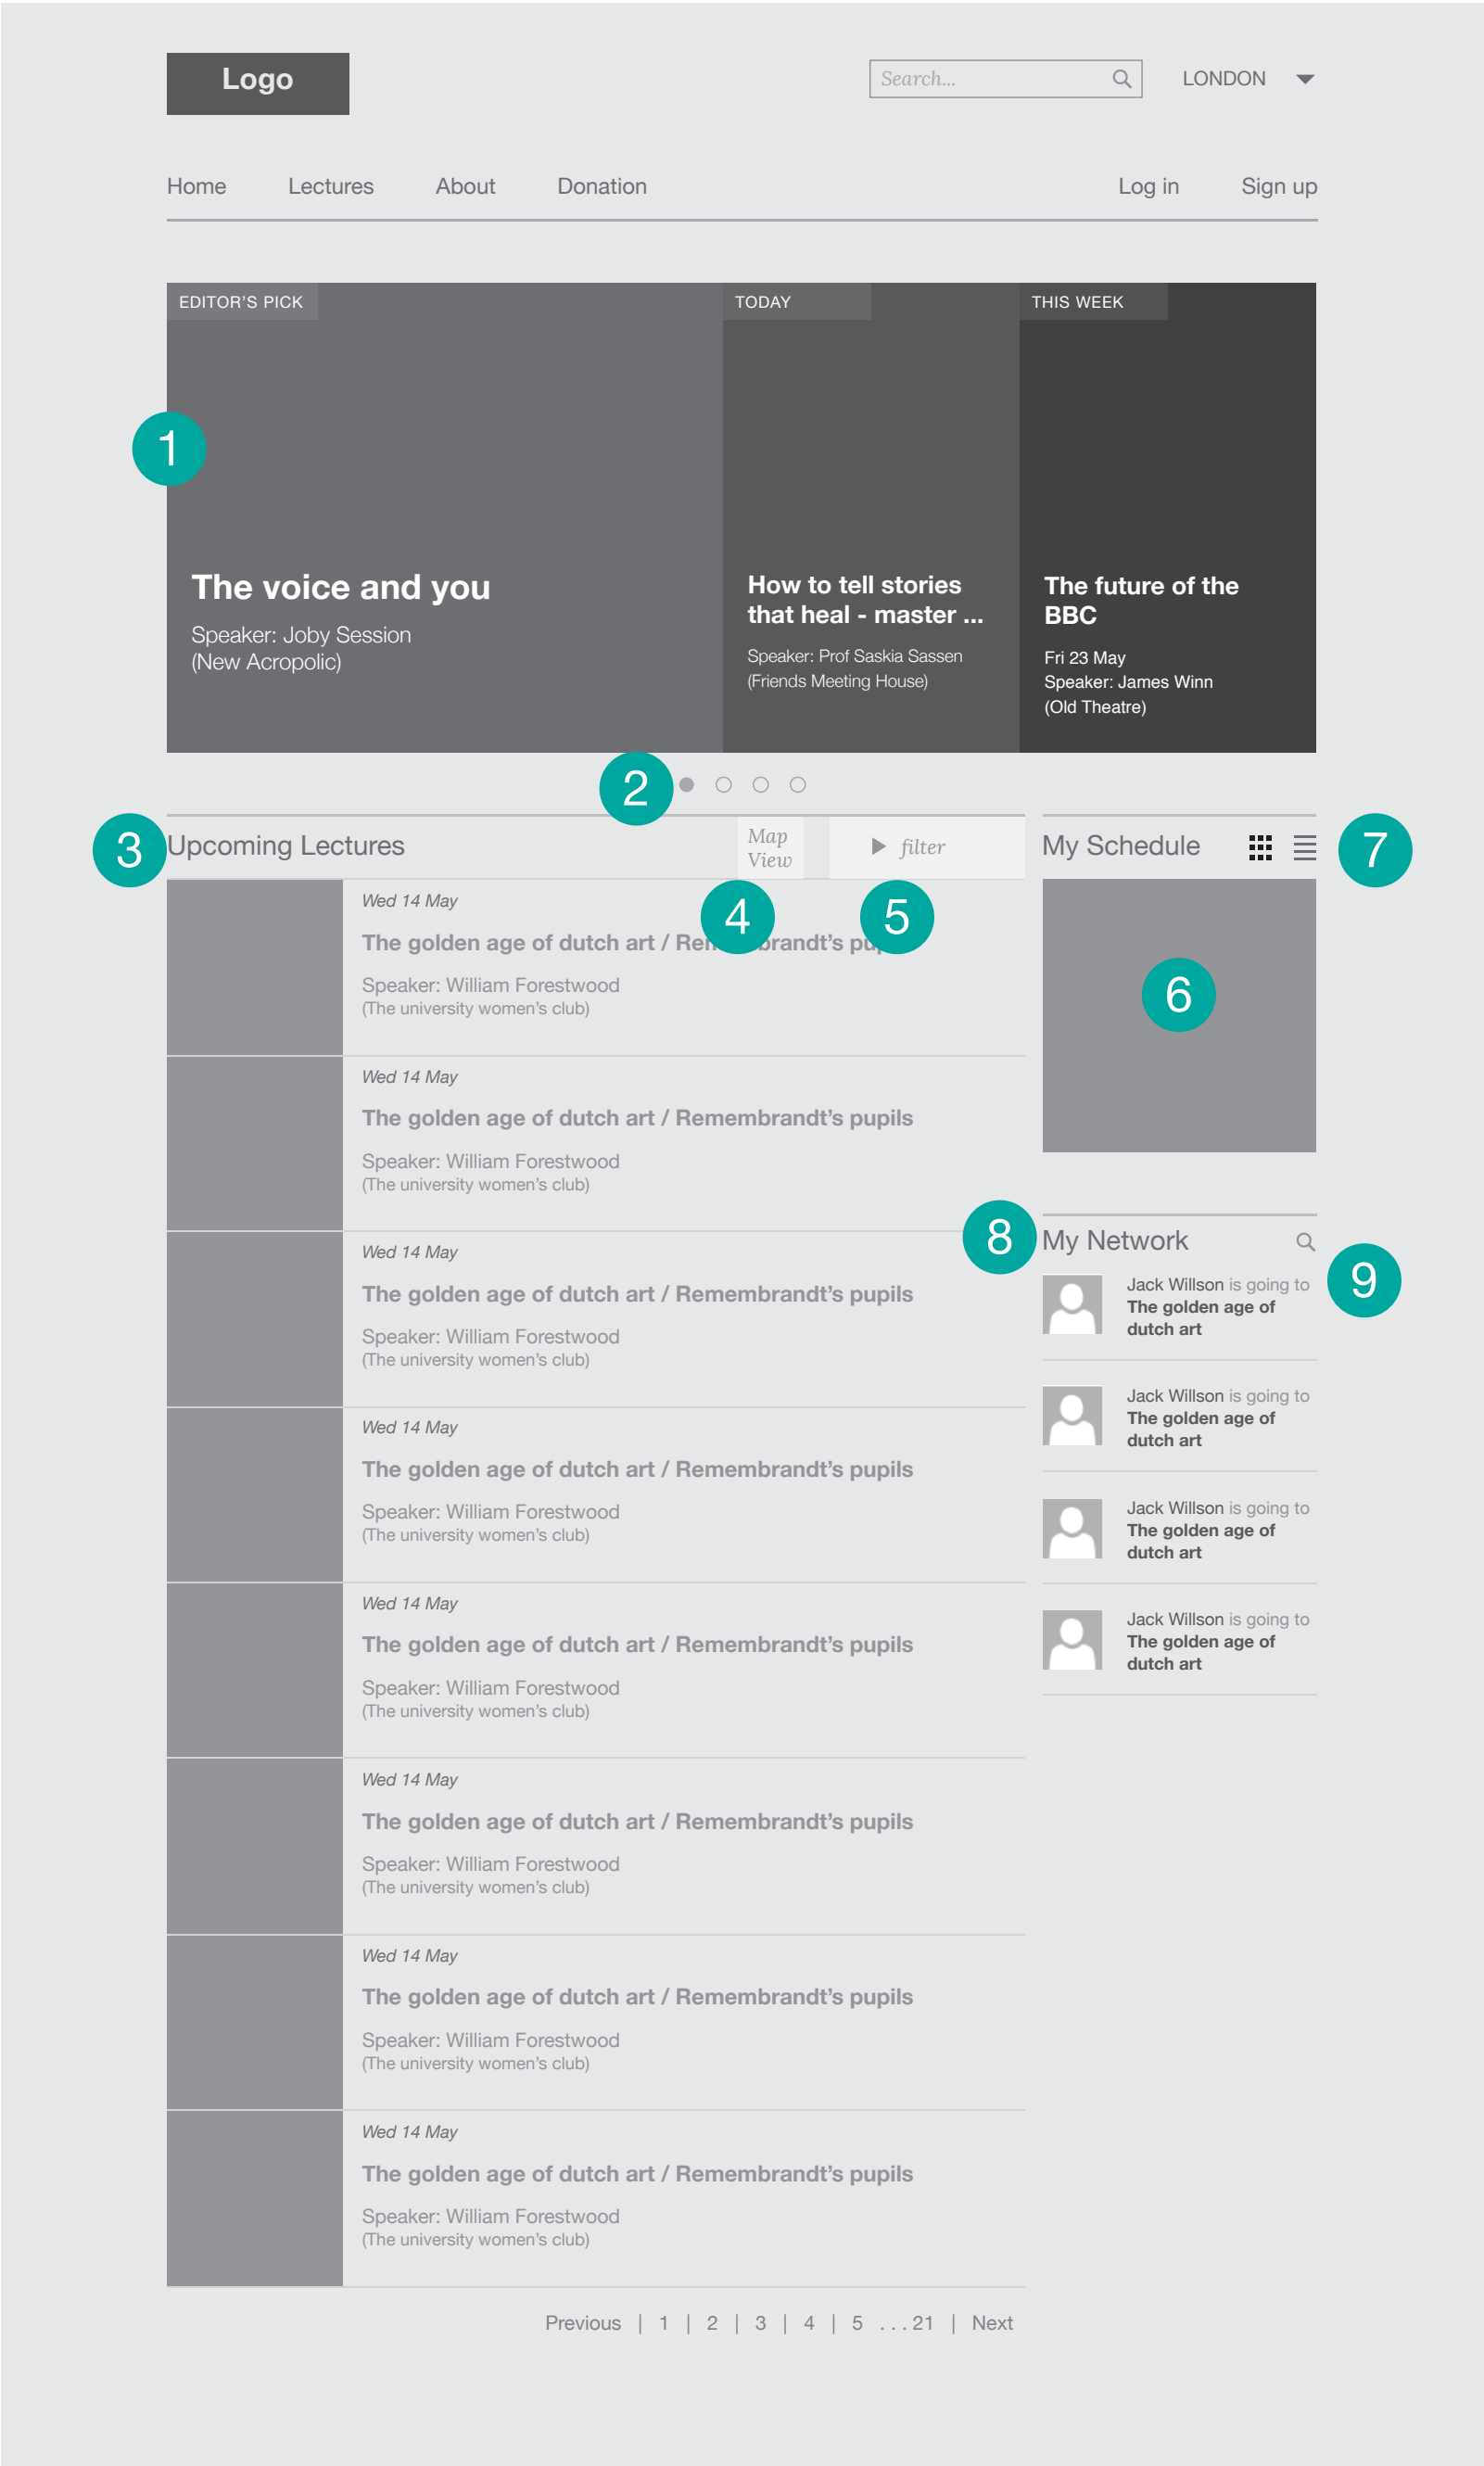 Logo
Search...
LONDON
Home Lectures About Donation Log in Sign up
EDITOR'S PICK
The voice and you
Speaker: Joby Session
(New Acropolic)
TODAY
How to tell stories
that heal - master ...
Speaker: Prof Saskia Sassen
(Friends Meeting House)
THIS WEEK
The future of the
BBC
Fri 23 May
Speaker: James Winn
(Old Theatre)
1
2
3
Upcoming Lectures
Map
View
filter
4
5
Wed 14 May
The golden age of dutch art / Rembrandt’s
Speaker: William Forestwood
(The university women’s club)
Wed 14 May
The golden age of dutch art / Remembrandt’s pupils
Speaker: William Forestwood
(The university women’s club)
Wed 14 May
The golden age of dutch art / Remembrandt’s pupils
Speaker: William Forestwood
(The university women’s club)
Wed 14 May
The golden age of dutch art / Remembrandt’s pupils
Speaker: William Forestwood
(The university women’s club)
Wed 14 May
The golden age of dutch art / Remembrandt’s pupils
Speaker: William Forestwood
(The university women’s club)
Wed 14 May
The golden age of dutch art / Remembrandt’s pupils
Speaker: William Forestwood
(The university women’s club)
Wed 14 May
The golden age of dutch art / Remembrandt’s pupils
Speaker: William Forestwood
(The university women’s club)
Wed 14 May
The golden age of dutch art / Remembrandt’s pupils
Speaker: William Forestwood
(The university women’s club)
Previous | 1 | 2 | 3 | 4 | 5 . . . 21 | Next
My Schedule
7
6
8
My Network
9
Jack Willson is going to
The golden age of
dutch art
Jack Willson is going to
The golden age of
dutch art
Jack Willson is going to
The golden age of
dutch art
Jack Willson is going to
The golden age of
dutch art